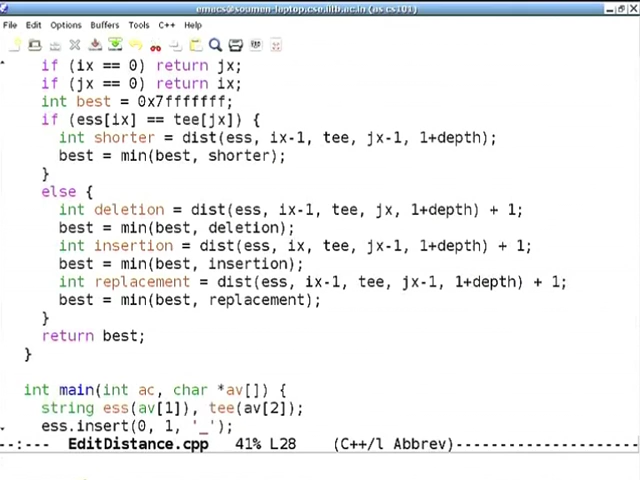 emacs@soumen-laptop.cse.iitb.ac.in (as cs101)
File Edit Options Buffers Tools C++ Help
if (ix == 0) return jx;
if (jx == 0) return ix;
int best = 0x7fffffff;
if (ess[ix] == tee[jx]) {
int shorter = dist(ess, ix-1, tee, jx-1, 1+depth);
best = min(best, shorter);
}
else {
int deletion = dist(ess, ix-1, tee, jx, 1+depth) + 1;
best = min(best, deletion);
int insertion = dist(ess, ix, tee, jx-1, 1+depth) + 1;
best = min(best, insertion);
int replacement = dist(ess, ix-1, tee, jx-1, 1+depth) + 1;
best = min(best, replacement);
}
return best;
}
int main(int ac, char *av[]) {
string ess(av[1]), tee(av[2]);
ess.insert(0, 1, '_');
--:--- EditDistance.cpp 41% L28 (C++/l Abbrev)--------------------